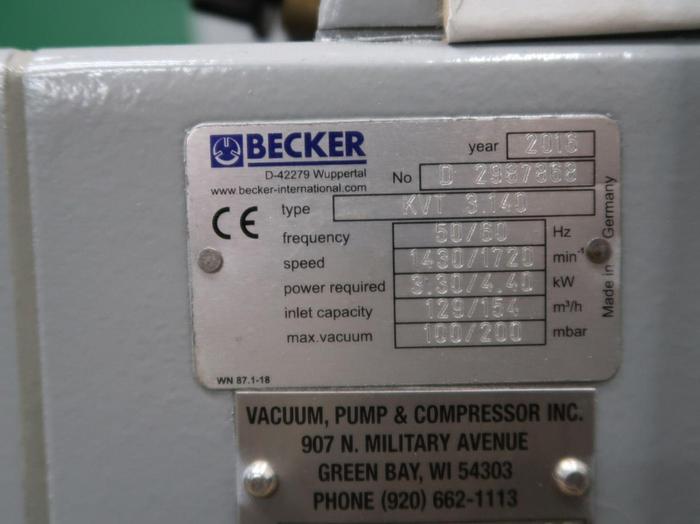 BECKER
D-42279 Wuppertal
www.becker-international.com
year 2016
No D 2987868
type KVT 3.140
CE
frequency 50/60 Hz
speed 1430/1720 min⁻¹
power required 3.30/4.40 kW
inlet capacity 129/154 m³/h
max.vacuum 100/200 mbar
Made in Germany
WN 87.1-18
VACUUM, PUMP & COMPRESSOR INC.
907 N. MILITARY AVENUE
GREEN BAY, WI 54303
PHONE (920) 662-1113